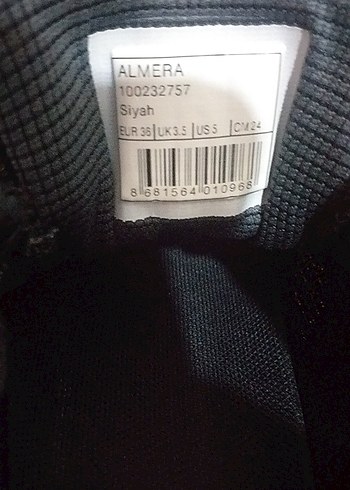 ALMERA
100232757
Siyah
EUR 36 UK 3.5 US 5 CM 24
8 681564 010968